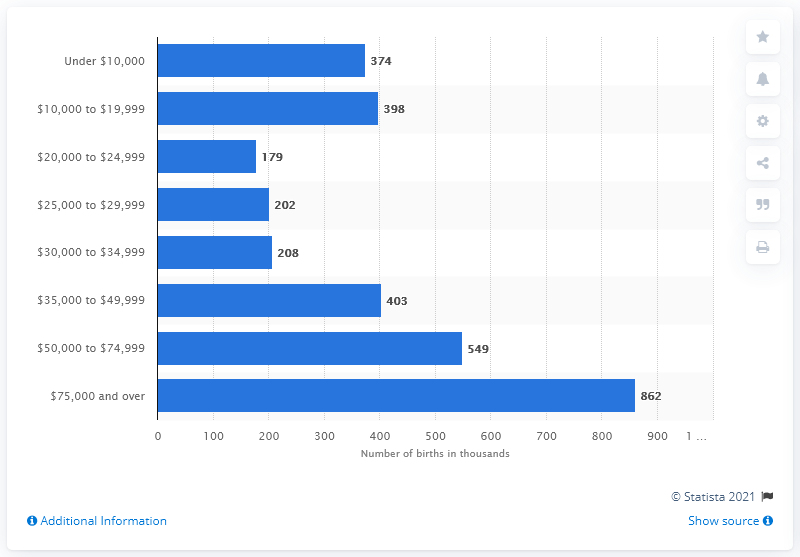 Under $10,000 374
$10,000 to $19,999 398
$20,000 to $24,999 179
$25,000 to $29,999 202
$30,000 to $34,999 208
$35,000 to $49,999 403
$50,000 to $74,999 549
$75,000 and over 862
0 100 200 300 400 500 600 700 800 900 1 ...
Number of births in thousands
© Statista 2021
Additional Information Show source